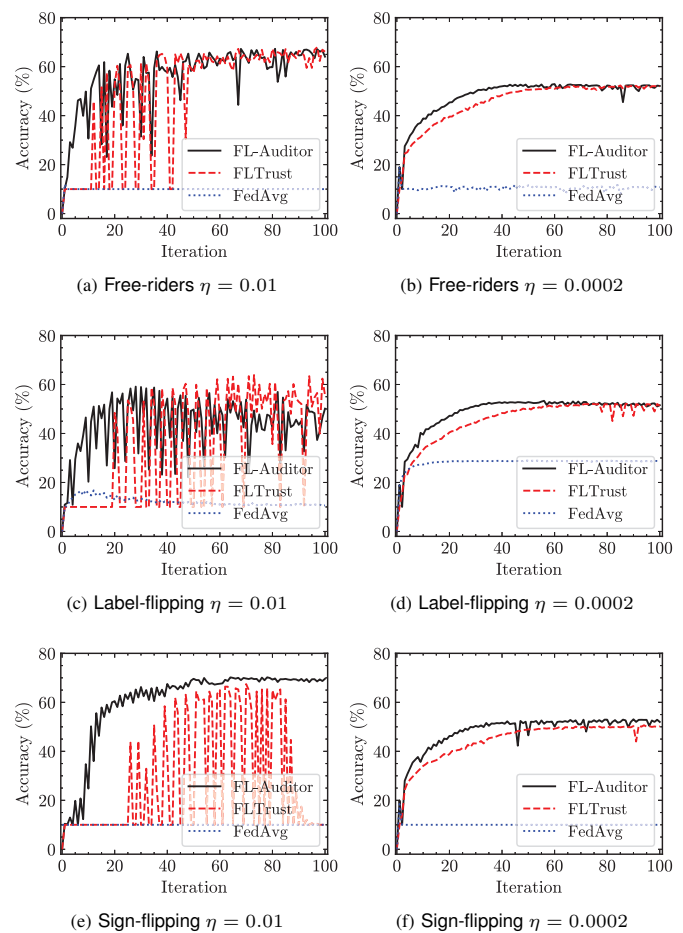 80
60
40
20
0
Accuracy (%)
FL-Auditor
FLTrust
FedAvg
0 20 40 60 80 100
Iteration
(a) Free-riders η = 0.01
80
60
40
20
0
Accuracy (%)
FL-Auditor
FLTrust
FedAvg
0 20 40 60 80 100
Iteration
(b) Free-riders η = 0.0002
80
60
40
20
0
Accuracy (%)
FL-Auditor
FLTrust
FedAvg
0 20 40 60 80 100
Iteration
(c) Label-flipping η = 0.01
80
60
40
20
0
Accuracy (%)
FL-Auditor
FLTrust
FedAvg
0 20 40 60 80 100
Iteration
(d) Label-flipping η = 0.0002
80
60
40
20
0
Accuracy (%)
FL-Auditor
FLTrust
FedAvg
0 20 40 60 80 100
Iteration
(e) Sign-flipping η = 0.01
80
60
40
20
0
Accuracy (%)
FL-Auditor
FLTrust
FedAvg
0 20 40 60 80 100
Iteration
(f) Sign-flipping η = 0.0002